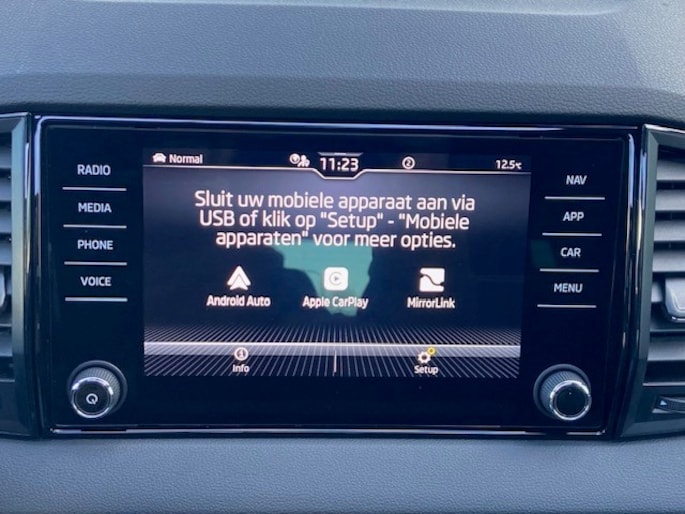 Normal
11:23
2
12.5°C
RADIO
MEDIA
PHONE
VOICE
Sluit uw mobiele apparaat aan via
USB of klik op "Setup" - "Mobiele
apparaten" voor meer opties.
Android Auto
Apple CarPlay
MirrorLink
Info
Setup
NAV
APP
CAR
MENU